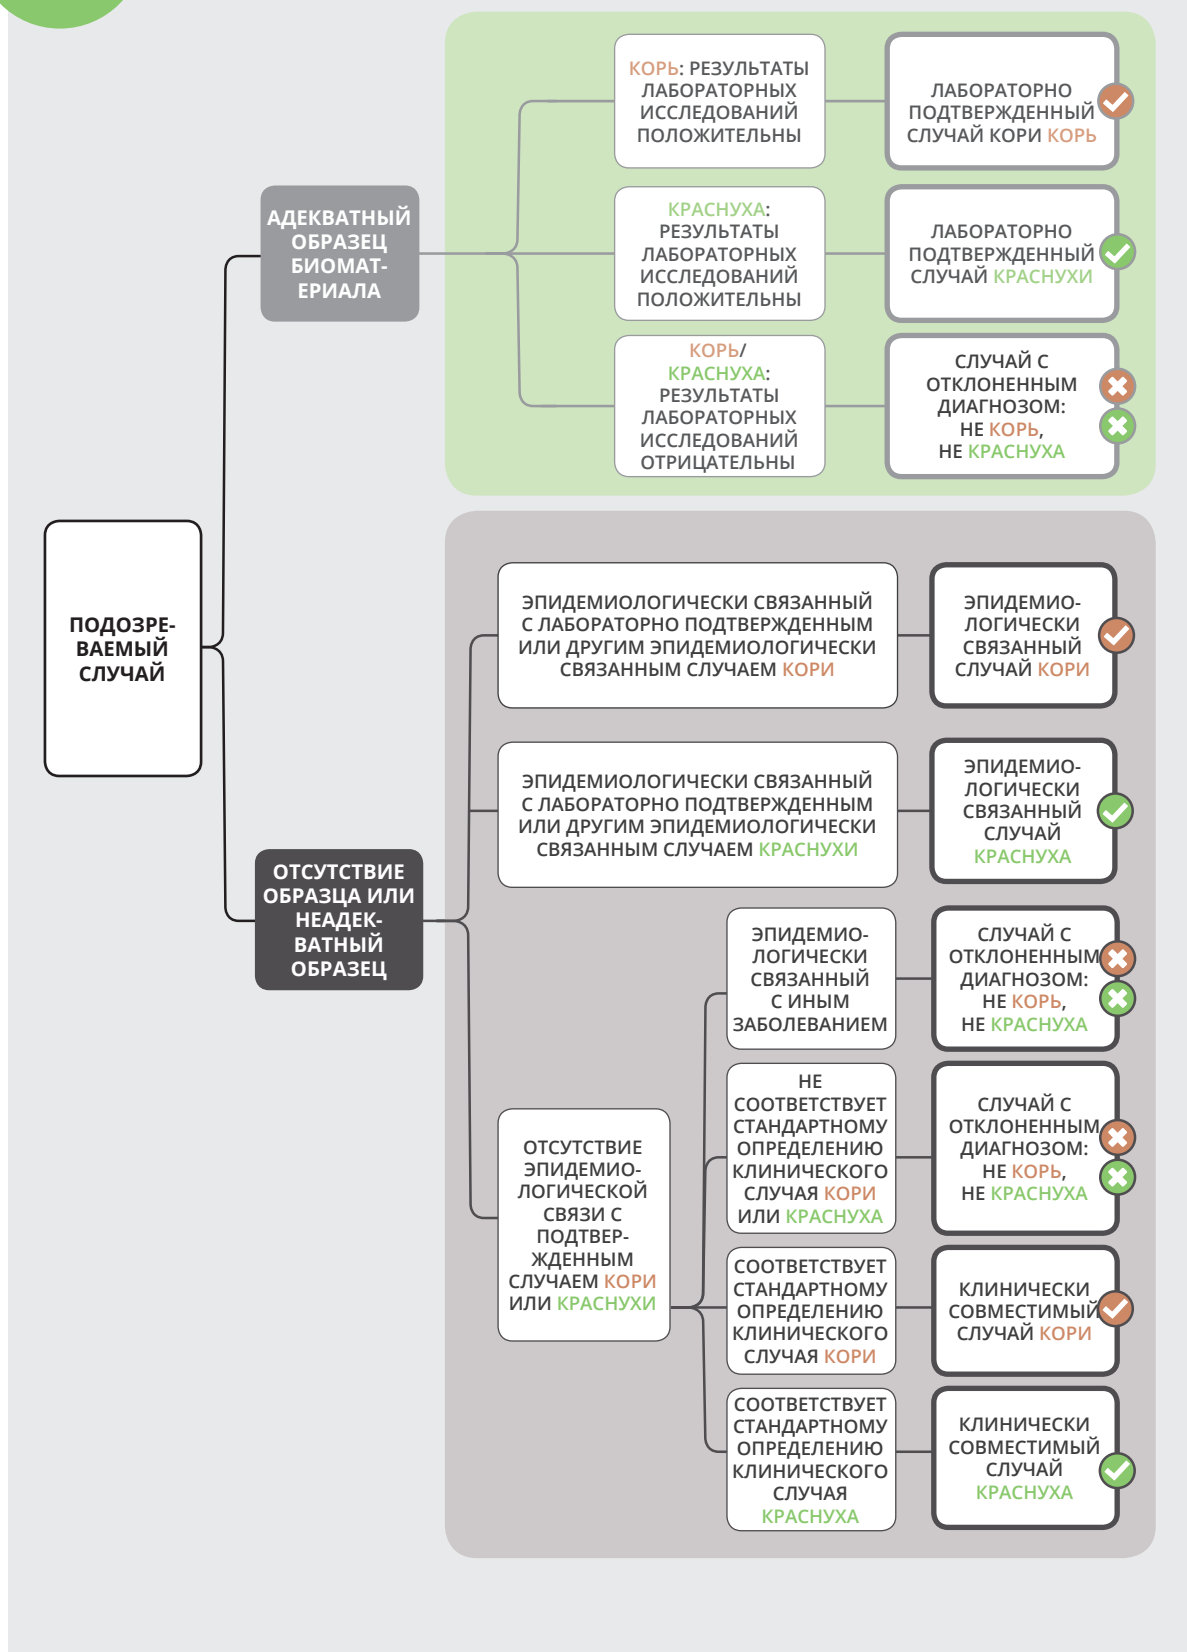 КОРЬ: РЕЗУЛЬТАТЫ
ЛАБОРАТОРНЫХ
ИССЛЕДОВАНИЙ
ПОЛОЖИТЕЛЬНЫ
ЛАБОРАТОРНО
ПОДТВЕРЖДЕННЫЙ
СЛУЧАЙ КОРИ КОРЬ
АДЕКВАТНЫЙ
ОБРАЗЕЦ
БИОМАТ-
ЕРИАЛА
КРАСНУХА:
РЕЗУЛЬТАТЫ
ЛАБОРАТОРНЫХ
ИССЛЕДОВАНИЙ
ПОЛОЖИТЕЛЬНЫ
ЛАБОРАТОРНО
ПОДТВЕРЖДЕННЫЙ
СЛУЧАЙ КРАСНУХИ
КОРЬ/
КРАСНУХА:
РЕЗУЛЬТАТЫ
ЛАБОРАТОРНЫХ
ИССЛЕДОВАНИЙ
ОТРИЦАТЕЛЬНЫ
СЛУЧАЙ С
ОТКЛОНЕННЫМ
ДИАГНОЗОМ:
НЕ КОРЬ,
НЕ КРАСНУХА
ПОДОЗРЕ-
ВАЕМЫЙ
СЛУЧАЙ
ЭПИДЕМИОЛОГИЧЕСКИ СВЯЗАННЫЙ
С ЛАБОРАТОРНО ПОДТВЕРЖДЕННЫМ
ИЛИ ДРУГИМ ЭПИДЕМИОЛОГИЧЕСКИ
СВЯЗАННЫМ СЛУЧАЕМ КОРИ
ЭПИДЕМИО-
ЛОГИЧЕСКИ
СВЯЗАННЫЙ
СЛУЧАЙ КОРИ
ЭПИДЕМИОЛОГИЧЕСКИ СВЯЗАННЫЙ
С ЛАБОРАТОРНО ПОДТВЕРЖДЕННЫМ
ИЛИ ДРУГИМ ЭПИДЕМИОЛОГИЧЕСКИ
СВЯЗАННЫМ СЛУЧАЕМ КРАСНУХИ
ЭПИДЕМИО-
ЛОГИЧЕСКИ
СВЯЗАННЫЙ
СЛУЧАЙ
КРАСНУХА
ОТСУТСТВИЕ
ОБРАЗЦА ИЛИ
НЕАДЕК-
ВАТНЫЙ
ОБРАЗЕЦ
ЭПИДЕМИО-
ЛОГИЧЕСКИ
СВЯЗАННЫЙ
С ИНЫМ
ЗАБОЛЕВАНИЕМ
СЛУЧАЙ С
ОТКЛОНЕННЫМ
ДИАГНОЗОМ:
НЕ КОРЬ,
НЕ КРАСНУХА
ОТСУТСТВИЕ
ЭПИДЕМИО-
ЛОГИЧЕСКОЙ
СВЯЗИ С
ПОДТВЕР-
ЖДЕННЫМ
СЛУЧАЕМ КОРИ
ИЛИ КРАСНУХИ
НЕ
СООТВЕТСТВУЕТ
СТАНДАРТНОМУ
ОПРЕДЕЛЕНИЮ
КЛИНИЧЕСКОГО
СЛУЧАЯ КОРИ
ИЛИ КРАСНУХА
СЛУЧАЙ С
ОТКЛОНЕННЫМ
ДИАГНОЗОМ:
НЕ КОРЬ,
НЕ КРАСНУХА
СООТВЕТСТВУЕТ
СТАНДАРТНОМУ
ОПРЕДЕЛЕНИЮ
КЛИНИЧЕСКОГО
СЛУЧАЯ КОРИ
КЛИНИЧЕСКИ
СОВМЕСТИМЫЙ
СЛУЧАЙ КОРИ
СООТВЕТСТВУЕТ
СТАНДАРТНОМУ
ОПРЕДЕЛЕНИЮ
КЛИНИЧЕСКОГО
СЛУЧАЯ
КРАСНУХА
КЛИНИЧЕСКИ
СОВМЕСТИМЫЙ
СЛУЧАЙ
КРАСНУХА